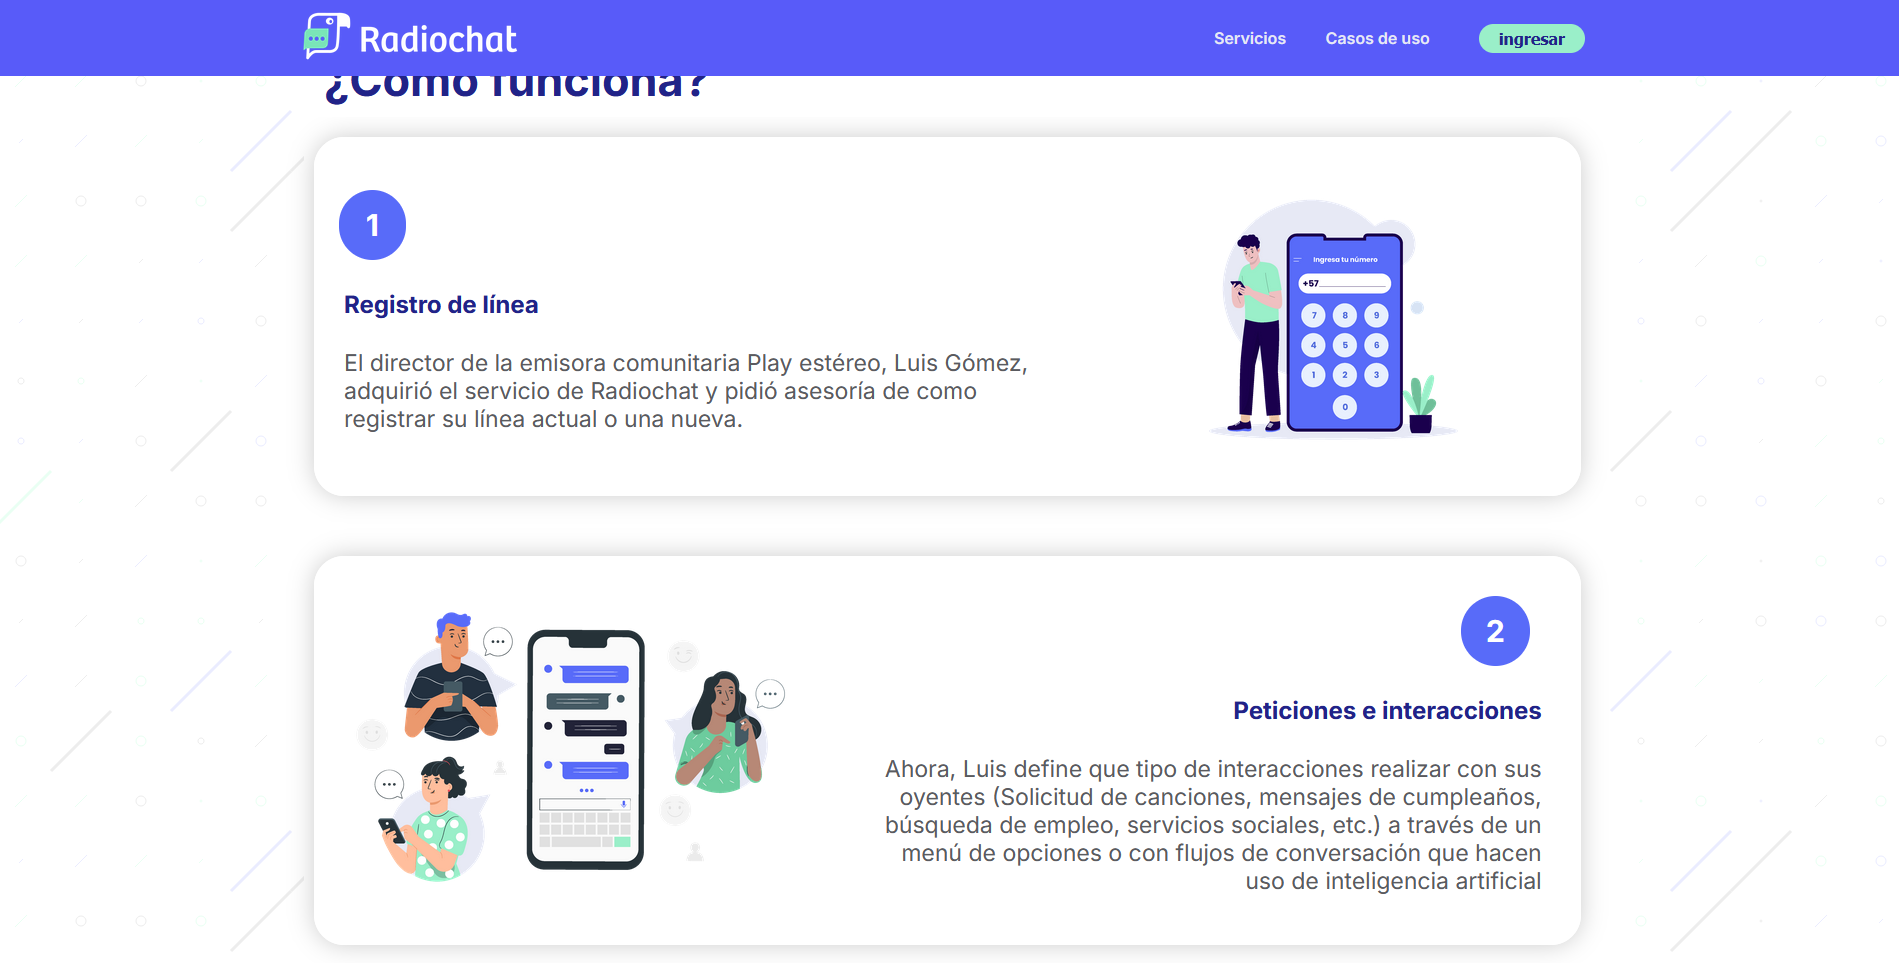 Radiochat
Servicios
Casos de uso
ingresar
¿Cómo funciona?
1
Registro de línea
El director de la emisora comunitaria Play estéreo, Luis Gómez,
adquirió el servicio de Radiochat y pidió asesoría de como
registrar su línea actual o una nueva.
Ingresa tu número
+57
7 8 9
4 5 6
1 2 3
0
2
Peticiones e interacciones
Ahora, Luis define que tipo de interacciones realizar con sus
oyentes (Solicitud de canciones, mensajes de cumpleaños,
búsqueda de empleo, servicios sociales, etc.) a través de un
menú de opciones o con flujos de conversación que hacen
uso de inteligencia artificial